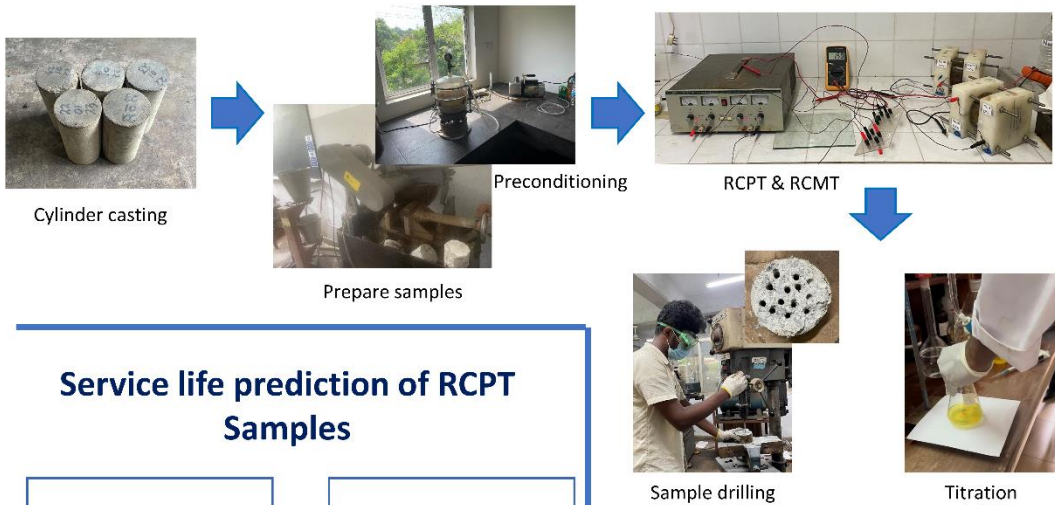 Cylinder casting
Prepare samples
Preconditioning
RCPT & RCMT
Service life prediction of RCPT
Samples
Sample drilling
Titration